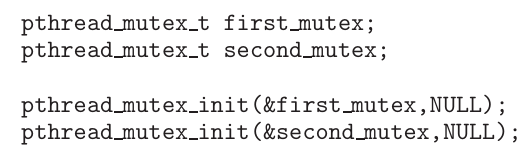 pthread_mutex_t first_mutex;
pthread_mutex_t second_mutex;
pthread_mutex_init(&first_mutex,NULL);
pthread_mutex_init(&second_mutex,NULL);